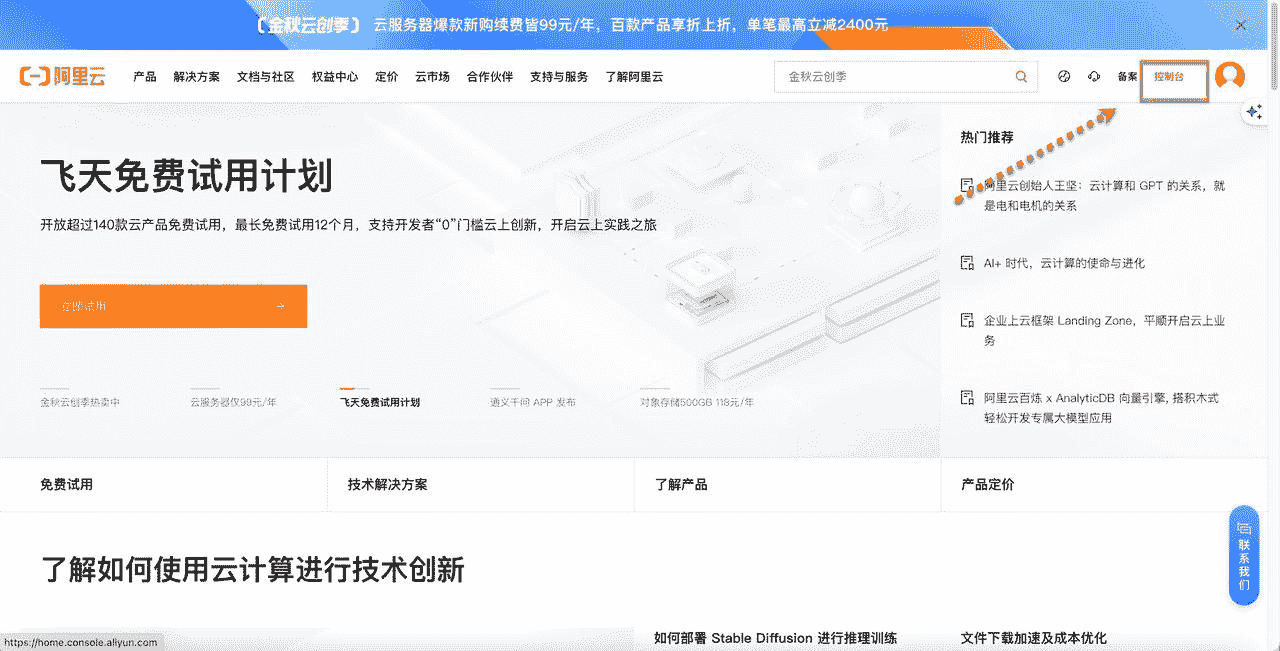 【金秋云创季】 云服务器爆款新购续费皆99元/年，百款产品享折上折，单笔最高立减2400元
阿里云 产品 解决方案 文档与社区 权益中心 定价 云市场 合作伙伴 支持与服务 了解阿里云 金秋云创季 备案 控制台
飞天免费试用计划
开放超过140款云产品免费试用，最长免费试用12个月，支持开发者“0”门槛云上创新，开启云上实践之旅
立即试用
金秋云创季热卖中 云服务器仅99元/年 飞天免费试用计划 通义千问 APP 发布 对象存储500GB 118元/年
热门推荐
阿里云创始人王坚：云计算和 GPT 的关系，就
是电和电机的关系
AI+ 时代，云计算的使命与进化
企业上云框架 Landing Zone，平顺开启云上业
务
阿里云百炼 x AnalyticDB 向量引擎, 搭积木式
轻松开发专属大模型应用
免费试用 技术解决方案 了解产品 产品定价
了解如何使用云计算进行技术创新
联系我们
如何部署 Stable Diffusion 进行推理训练 文件下载加速及成本优化
https://home.console.aliyun.com